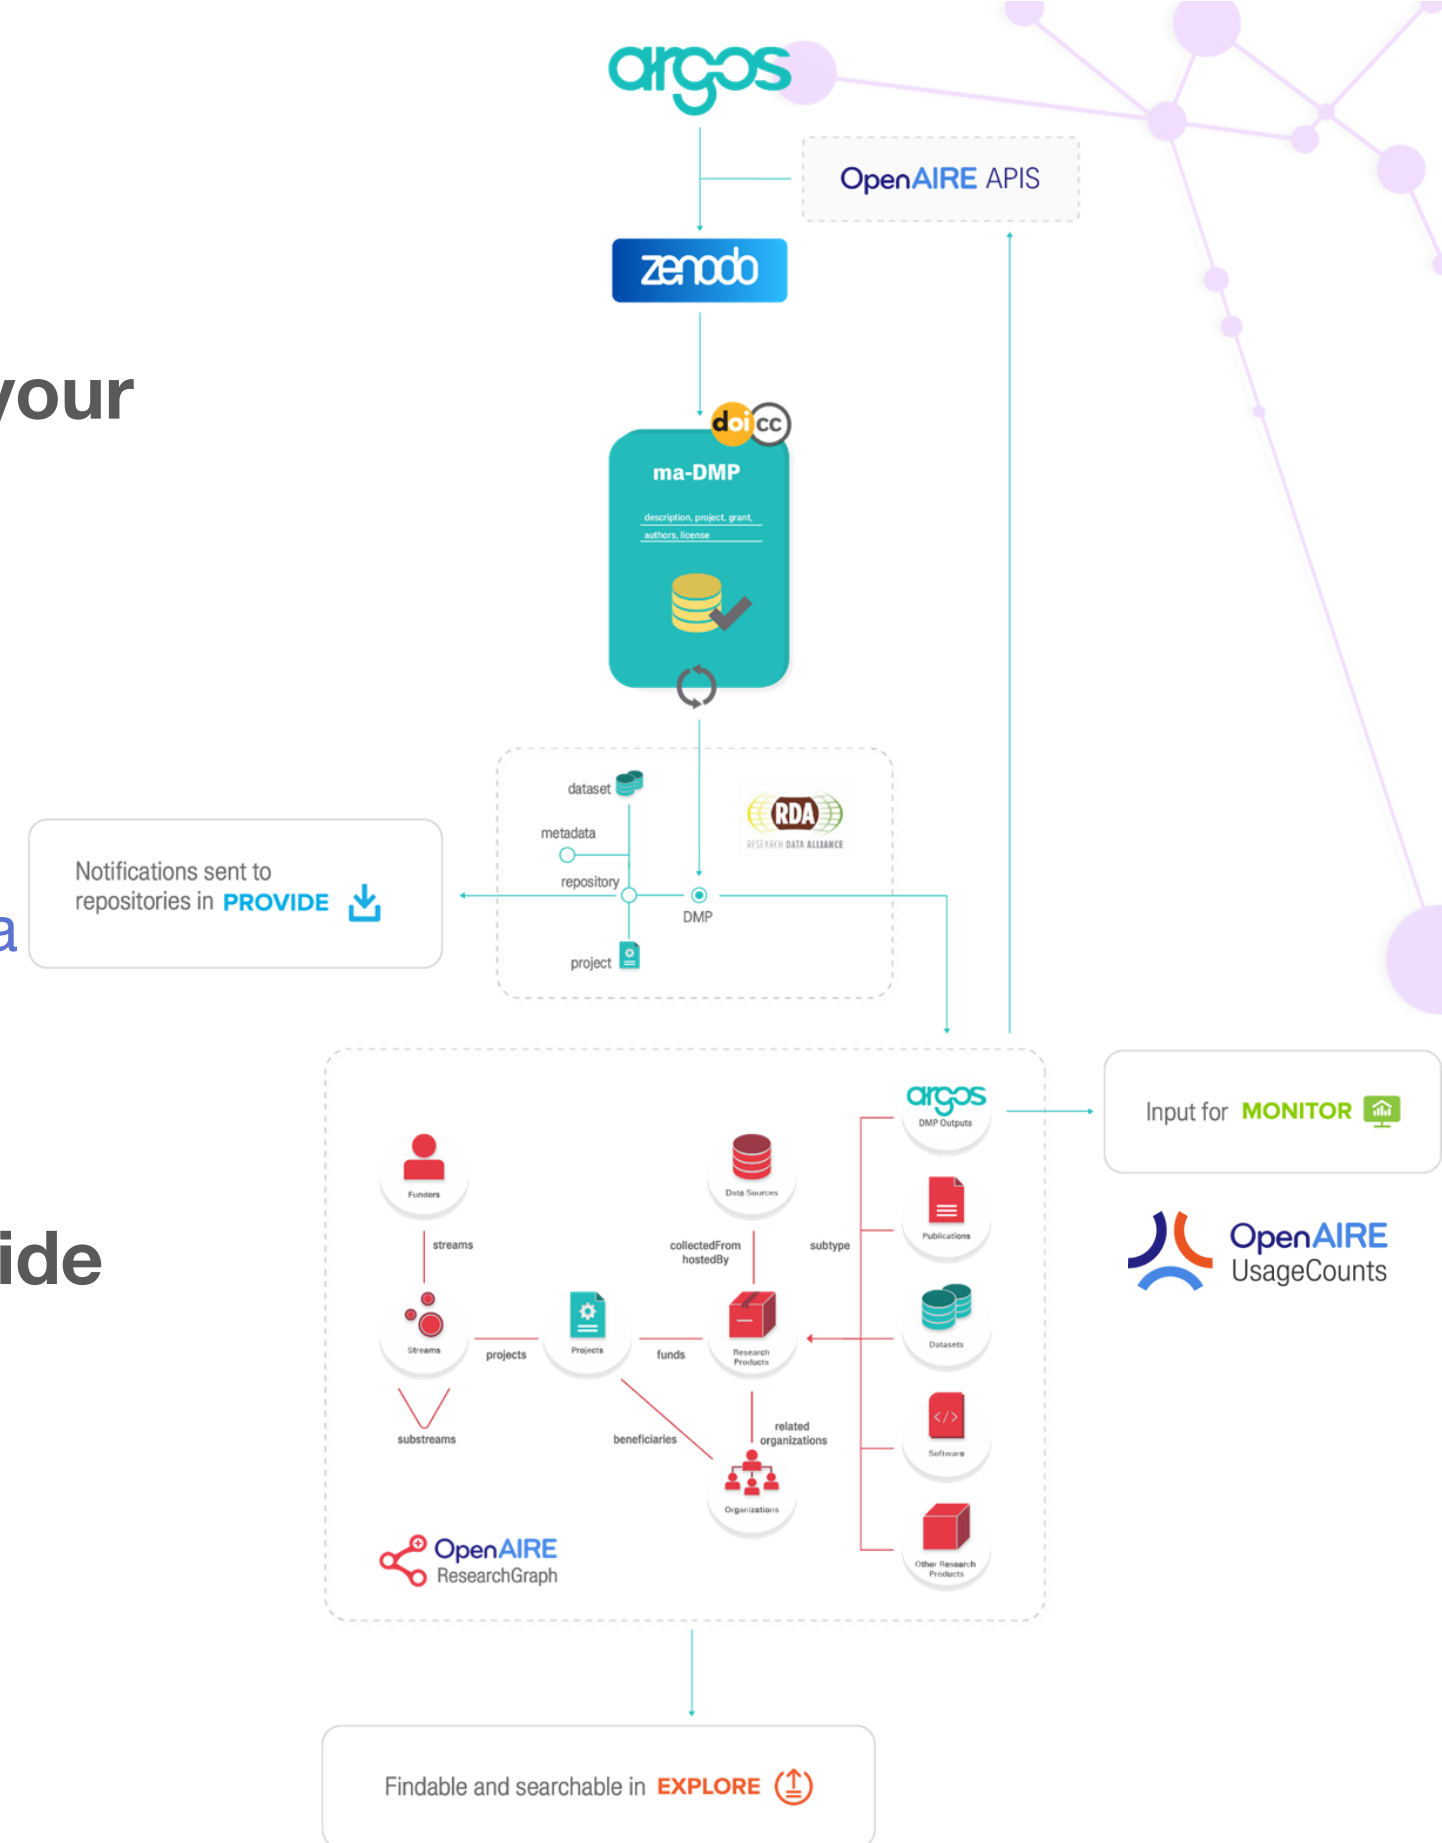 argos
OpenAIRE APIS
zenodo
your
doi cc
ma-DMP
description, project, grant,
authors, license
dataset
metadata
RDA
RESEARCH DATA ALLIANCE
repository
DMP
project
Notifications sent to
repositories in PROVIDE
a
argos
DMP Outputs
Input for MONITOR
Funders
Data Sources
Publications
streams
collectedFrom
hostedBy
subtype
OpenAIRE
UsageCounts
ide
Streams
projects
Projects
funds
Research
Products
Datasets
substreams
beneficiaries
related
organizations
</>
Software
Organizations
OpenAIRE
ResearchGraph
Other Research
Products
Findable and searchable in EXPLORE